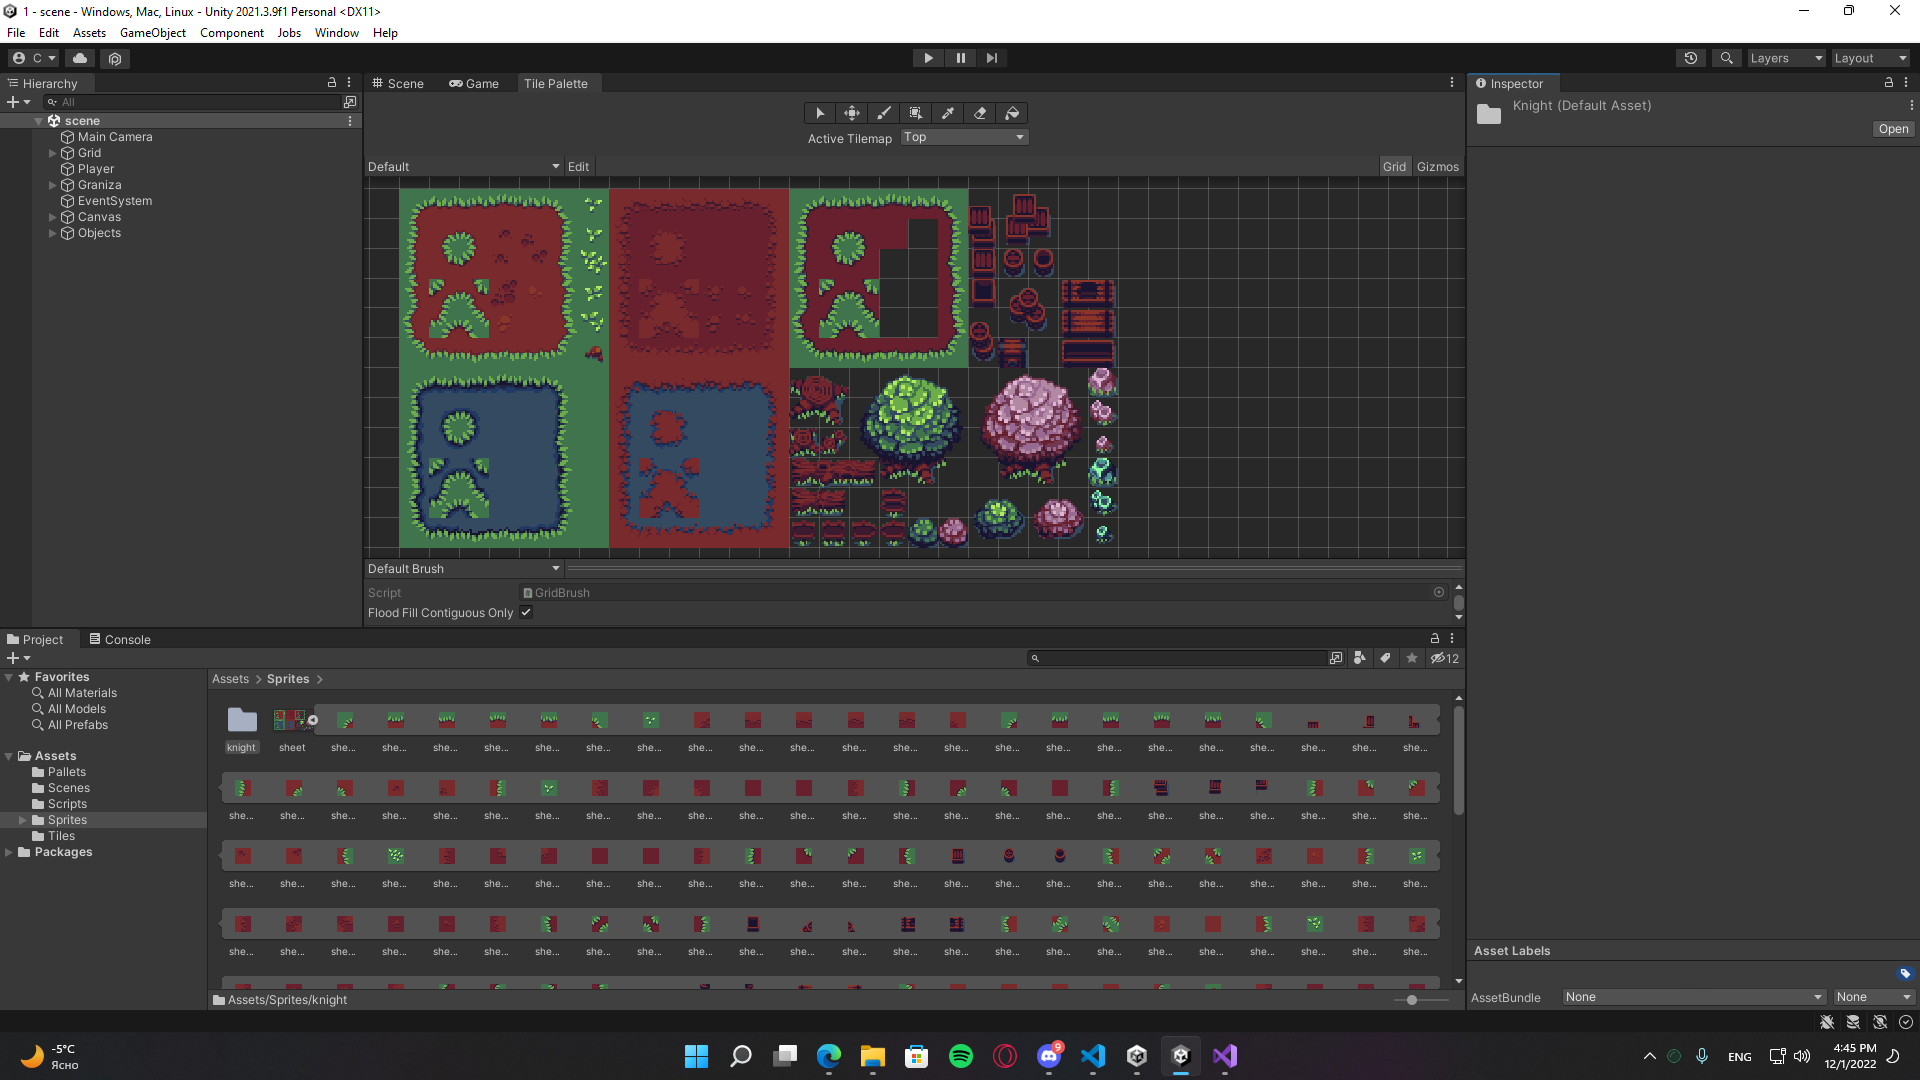 1 - scene - Windows, Mac, Linux - Unity 2021.3.9f1 Personal <DX11>
File Edit Assets GameObject Component Jobs Window Help
C Layers Layout
Hierarchy
All
scene
Main Camera
Grid
Player
Graniza
EventSystem
Canvas
Objects
Scene Game Tile Palette
Active Tilemap Top
Default Edit Grid Gizmos
Default Brush
Script GridBrush
Flood Fill Contiguous Only
Inspector
Knight (Default Asset)
Open
Asset Labels
AssetBundle None None
Project Console
12
Favorites
All Materials
All Models
All Prefabs
Assets
Pallets
Scenes
Scripts
Sprites
Tiles
Packages
Assets > Sprites >
knight sheet she... she... she... she... she... she... she... she... she... she... she... she... she... she... she... she... she... she... she... she... she... she...
she... she... she... she... she... she... she... she... she... she... she... she... she... she... she... she... she... she... she... she... she... she... she... she...
she... she... she... she... she... she... she... she... she... she... she... she... she... she... she... she... she... she... she... she... she... she... she... she...
she... she... she... she... she... she... she... she... she... she... she... she... she... she... she... she... she... she... she... she... she... she... she... she...
Assets/Sprites/knight
-5°C
Ясно
9
ENG
4:45 PM
12/1/2022